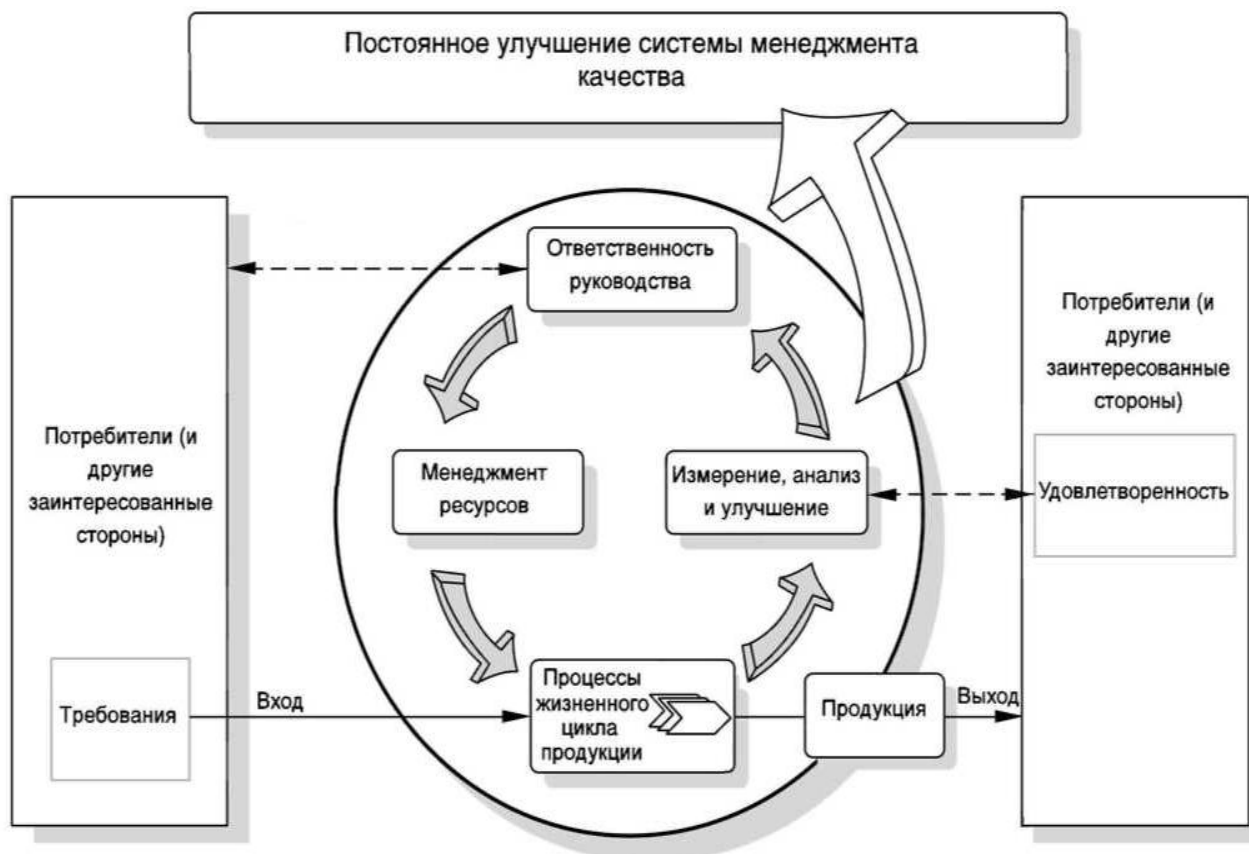 Постоянное улучшение системы менеджмента
качества
Ответственность
руководства
Потребители (и
другие
заинтересованные
стороны)
Требования
Вход
Менеджмент
ресурсов
Измерение, анализ
и улучшение
Процессы
жизненного
цикла
продукции
Продукция
Выход
Потребители (и
другие
заинтересованные
стороны)
Удовлетворенность